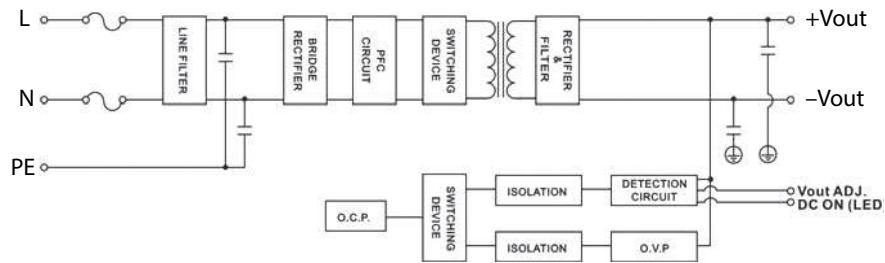 L
+Vout
LINE FILTER
BRIDGE
RECTIFIER
PFC
CIRCUIT
SWITCHING
DEVICE
RECTIFIER
&
FILTER
N
–Vout
PE
SWITCHING
DEVICE
ISOLATION
DETECTION
CIRCUIT
Vout ADJ.
DC ON (LED)
O.C.P.
ISOLATION
O.V.P